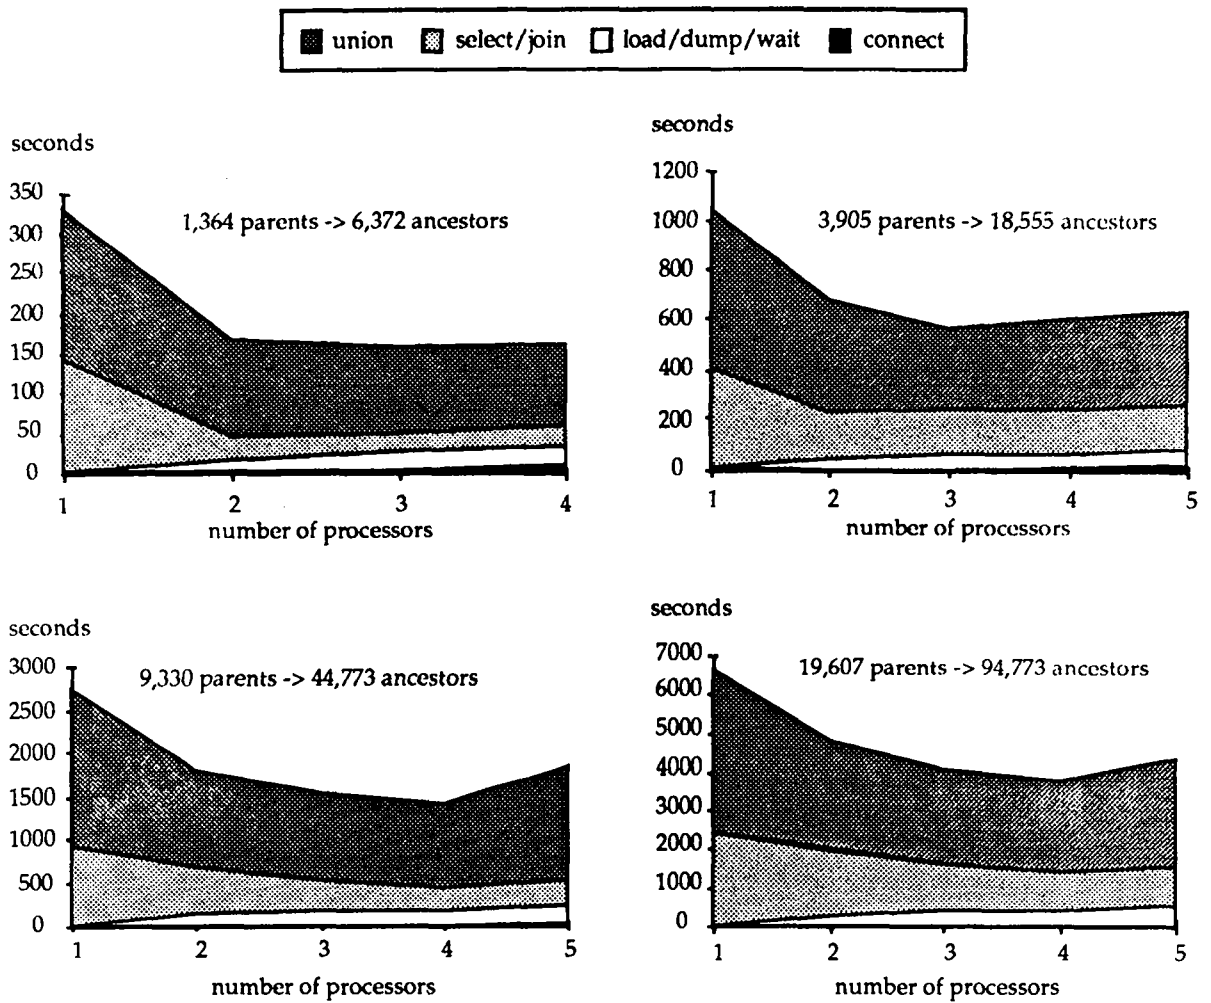 union select/join load/dump/wait connect
seconds
350
300
250
200
150
100
50
0
1,364 parents -> 6,372 ancestors
1 2 3 4
number of processors
seconds
1200
1000
800
600
400
200
0
3,905 parents -> 18,555 ancestors
1 2 3 4 5
number of processors
seconds
3000
2500
2000
1500
1000
500
0
9,330 parents -> 44,773 ancestors
1 2 3 4 5
number of processors
seconds
7000
6000
5000
4000
3000
2000
1000
0
19,607 parents -> 94,773 ancestors
1 2 3 4 5
number of processors